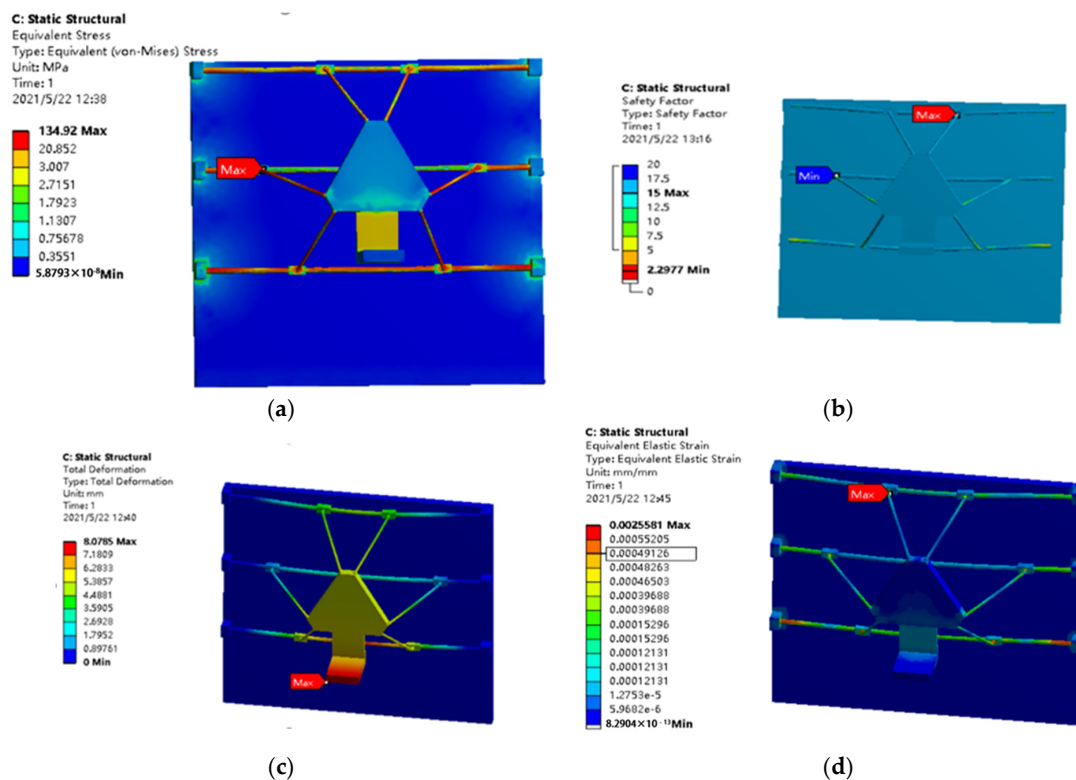 C: Static Structural
Equivalent Stress
Type: Equivalent (von-Mises) Stress
Unit: MPa
Time: 1
2021/5/22 12:38
134.92 Max
20.852
3.007
2.7151
1.7923
1.1307
0.75678
0.3551
5.8793×10⁻⁸Min
Max
(a)
C: Static Structural
Safety Factor
Type: Safety Factor
Time: 1
2021/5/22 13:16
20
17.5
15 Max
12.5
10
7.5
5
2.2977 Min
0
Max
Min
(b)
C: Static Structural
Total Deformation
Type: Total Deformation
Unit: mm
Time: 1
2021/5/22 12:40
8.0785 Max
7.1809
6.2833
5.3857
4.4881
3.5905
2.6928
1.7952
0.89761
0 Min
Max
(c)
C: Static Structural
Equivalent Elastic Strain
Type: Equivalent Elastic Strain
Unit: mm/mm
Time: 1
2021/5/22 12:45
0.0025581 Max
0.00055205
0.00049126
0.00048263
0.00046503
0.00039688
0.00039688
0.00015296
0.00015296
0.00012131
0.00012131
0.00012131
1.2753e-5
5.9682e-6
8.2904×10⁻¹³Min
Max
(d)